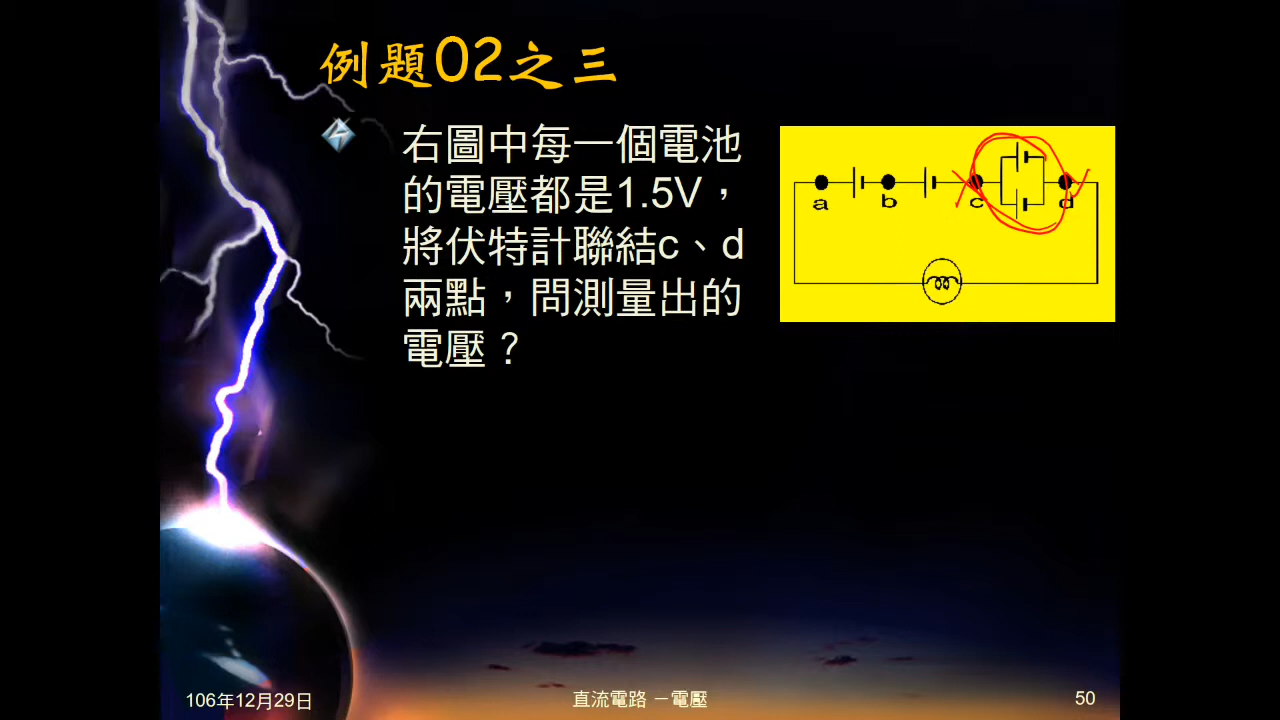 例題02之三
右圖中每一個電池
的電壓都是1.5V，
將伏特計聯結c、d
兩點，問測量出的
電壓？
a b c d
106年12月29日
直流電路 －電壓
50